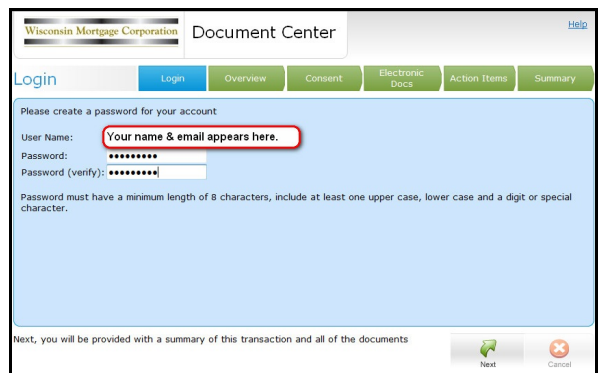 Wisconsin Mortgage Corporation
Document Center
Help
Login
Login
Overview
Consent
Electronic
Docs
Action Items
Summary
Please create a password for your account
User Name: Your name & email appears here.
Password: •••••••••
Password (verify): •••••••••
Password must have a minimum length of 8 characters, include at least one upper case, lower case and a digit or special
character.
Next, you will be provided with a summary of this transaction and all of the documents
Next
Cancel